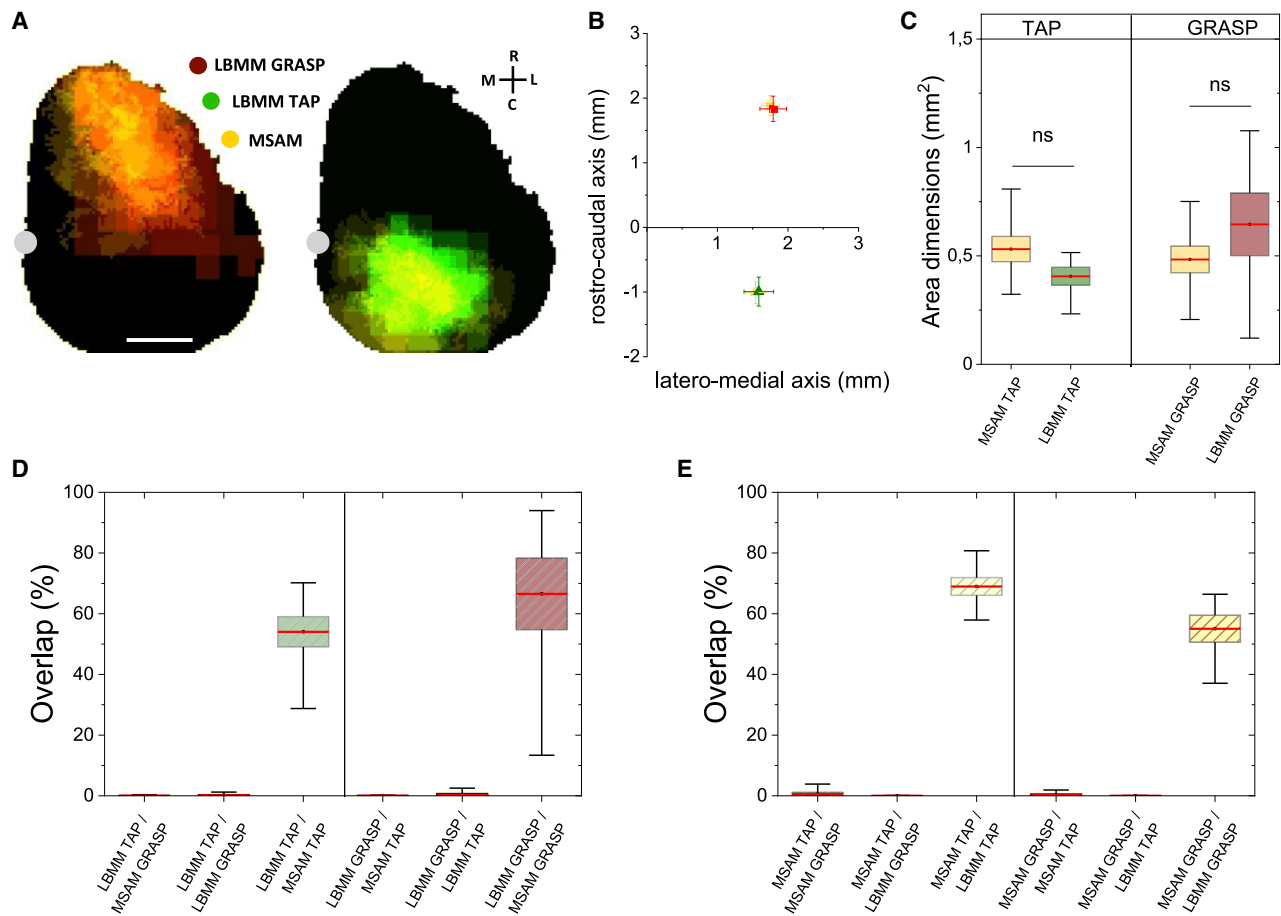 A
LBMM GRASP
LBMM TAP
MSAM
R
M L
C
B
3
2
1
0
-1
-2
1 2 3
rostro-caudal axis (mm)
latero-medial axis (mm)
C
TAP GRASP
1,5
1
0,5
0
ns
ns
Area dimensions (mm²)
MSAM TAP
LBMM TAP
MSAM GRASP
LBMM GRASP
D
100
80
60
40
20
0
Overlap (%)
LBMM TAP /
MSAM GRASP
LBMM TAP /
LBMM GRASP
LBMM TAP /
MSAM TAP
LBMM GRASP /
MSAM TAP
LBMM GRASP /
LBMM TAP
LBMM GRASP /
MSAM GRASP
E
100
80
60
40
20
0
Overlap (%)
MSAM TAP /
MSAM GRASP
MSAM TAP /
LBMM GRASP
MSAM TAP /
LBMM TAP
MSAM GRASP /
MSAM TAP
MSAM GRASP /
LBMM TAP
MSAM GRASP /
LBMM GRASP